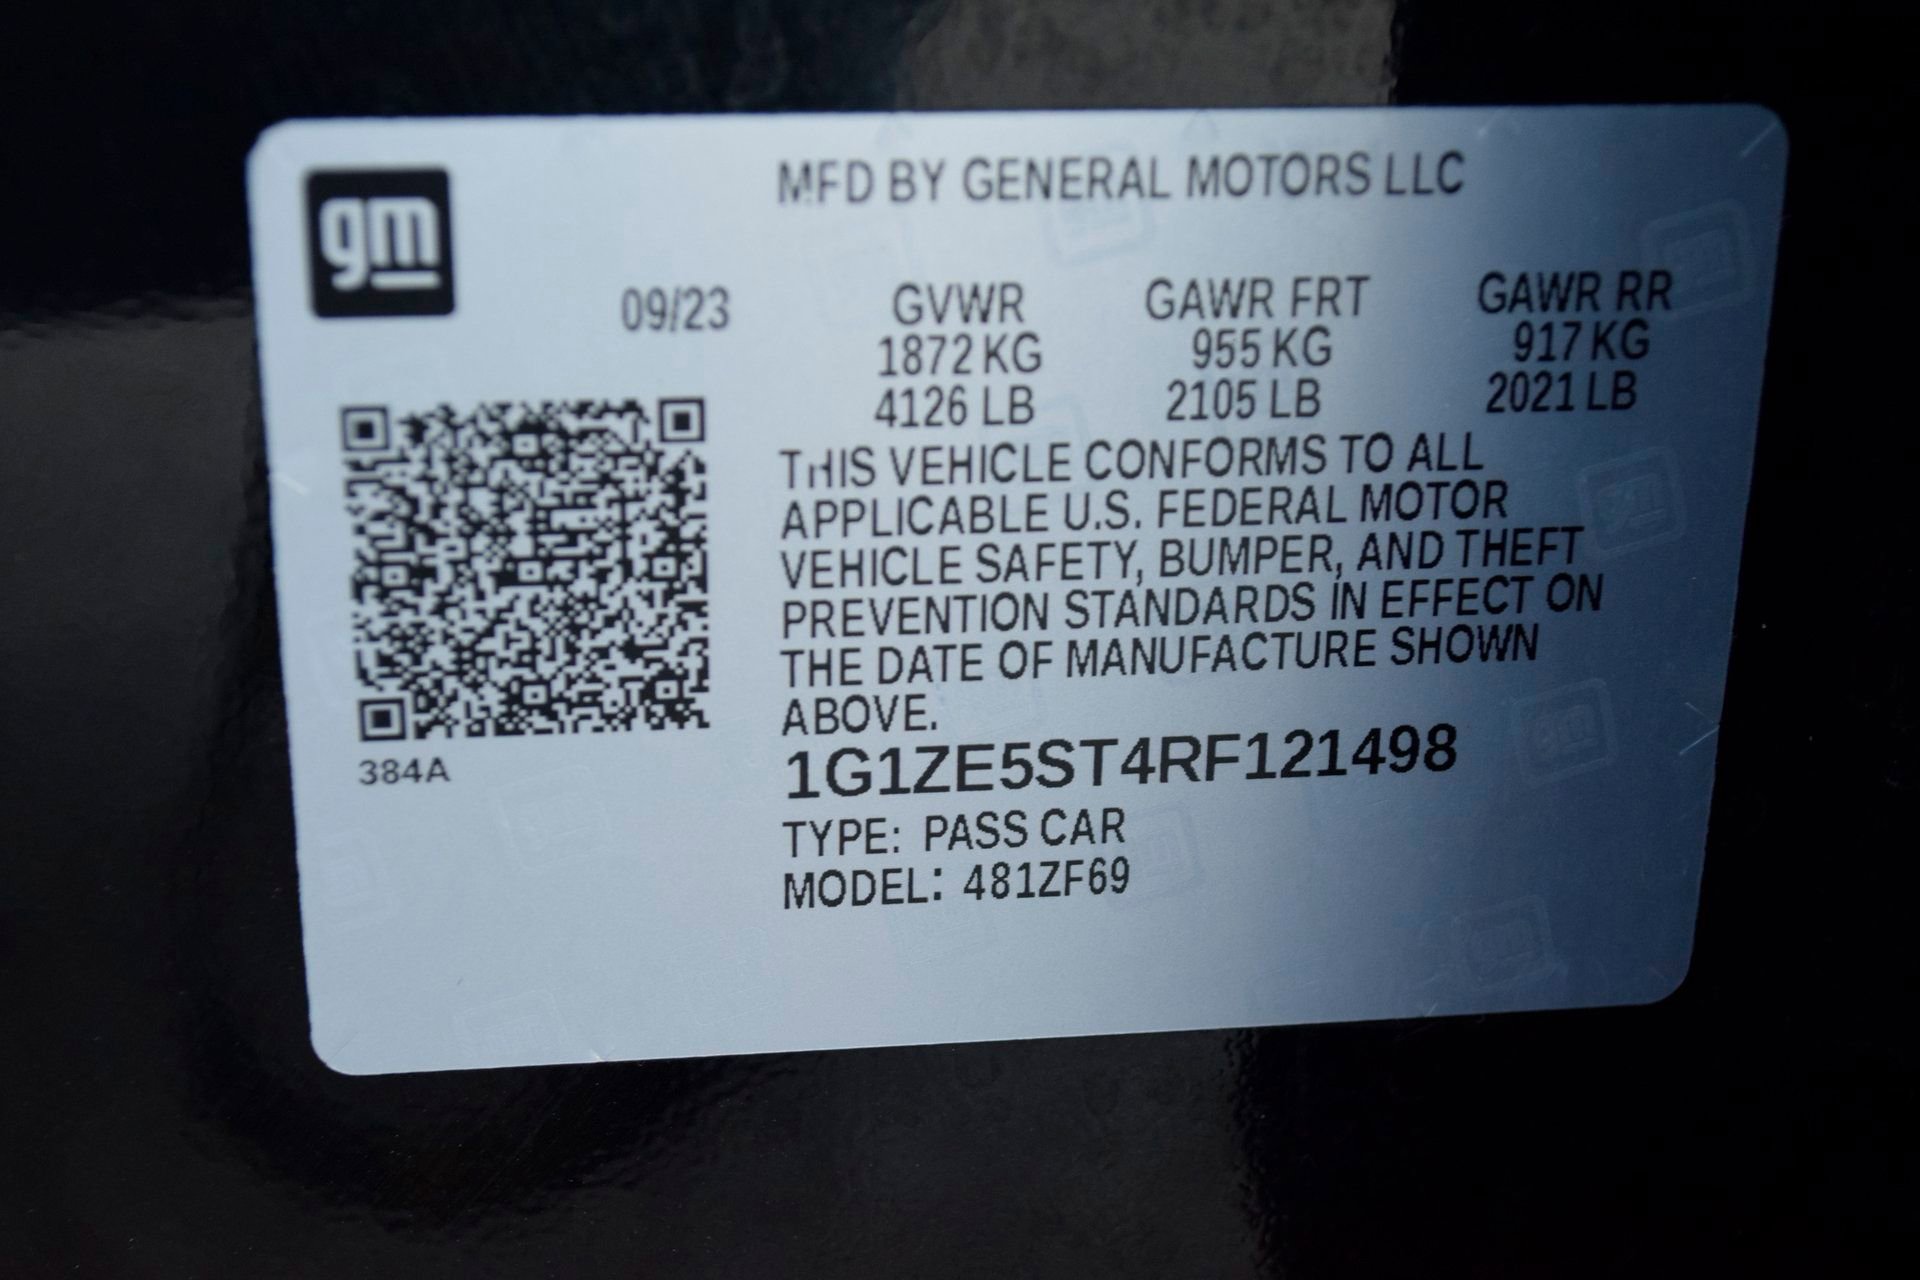 gm
MFD BY GENERAL MOTORS LLC
09/23 GVWR GAWR FRT GAWR RR
1872 KG 955 KG 917 KG
4126 LB 2105 LB 2021 LB
THIS VEHICLE CONFORMS TO ALL
APPLICABLE U.S. FEDERAL MOTOR
VEHICLE SAFETY, BUMPER, AND THEFT
PREVENTION STANDARDS IN EFFECT ON
THE DATE OF MANUFACTURE SHOWN
ABOVE.
384A
1G1ZE5ST4RF121498
TYPE: PASS CAR
MODEL: 481ZF69